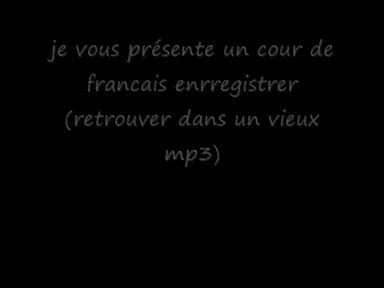 je vous présente un cour de
francais enrregistrer
(retrouver dans un vieux
mp3)